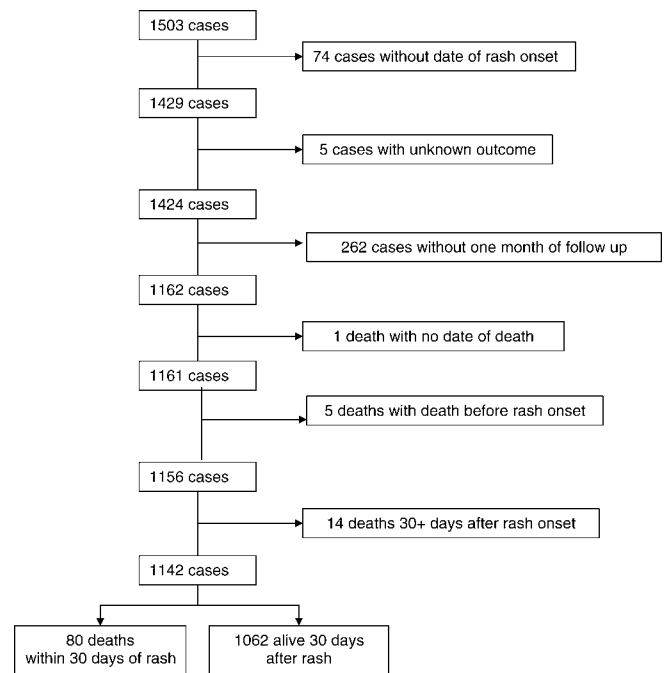 1503 cases
74 cases without date of rash onset
1429 cases
5 cases with unknown outcome
1424 cases
262 cases without one month of follow up
1162 cases
1 death with no date of death
1161 cases
5 deaths with death before rash onset
1156 cases
14 deaths 30+ days after rash onset
1142 cases
80 deaths
within 30 days of rash
1062 alive 30 days
after rash